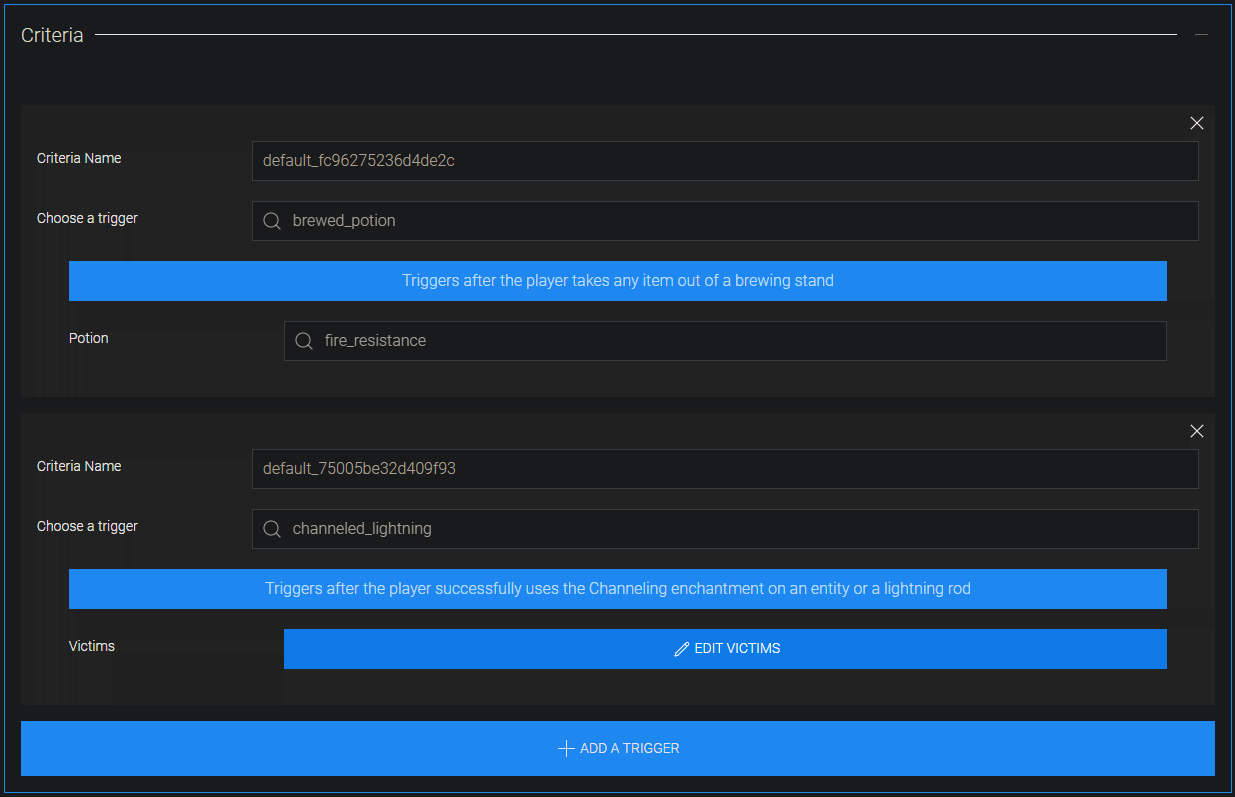 Criteria
Criteria Name
default_fc96275236d4de2c
Choose a trigger
brewed_potion
Triggers after the player takes any item out of a brewing stand
Potion
fire_resistance
Criteria Name
default_75005be32d409f93
Choose a trigger
channeled_lightning
Triggers after the player successfully uses the Channeling enchantment on an entity or a lightning rod
Victims
EDIT VICTIMS
ADD A TRIGGER